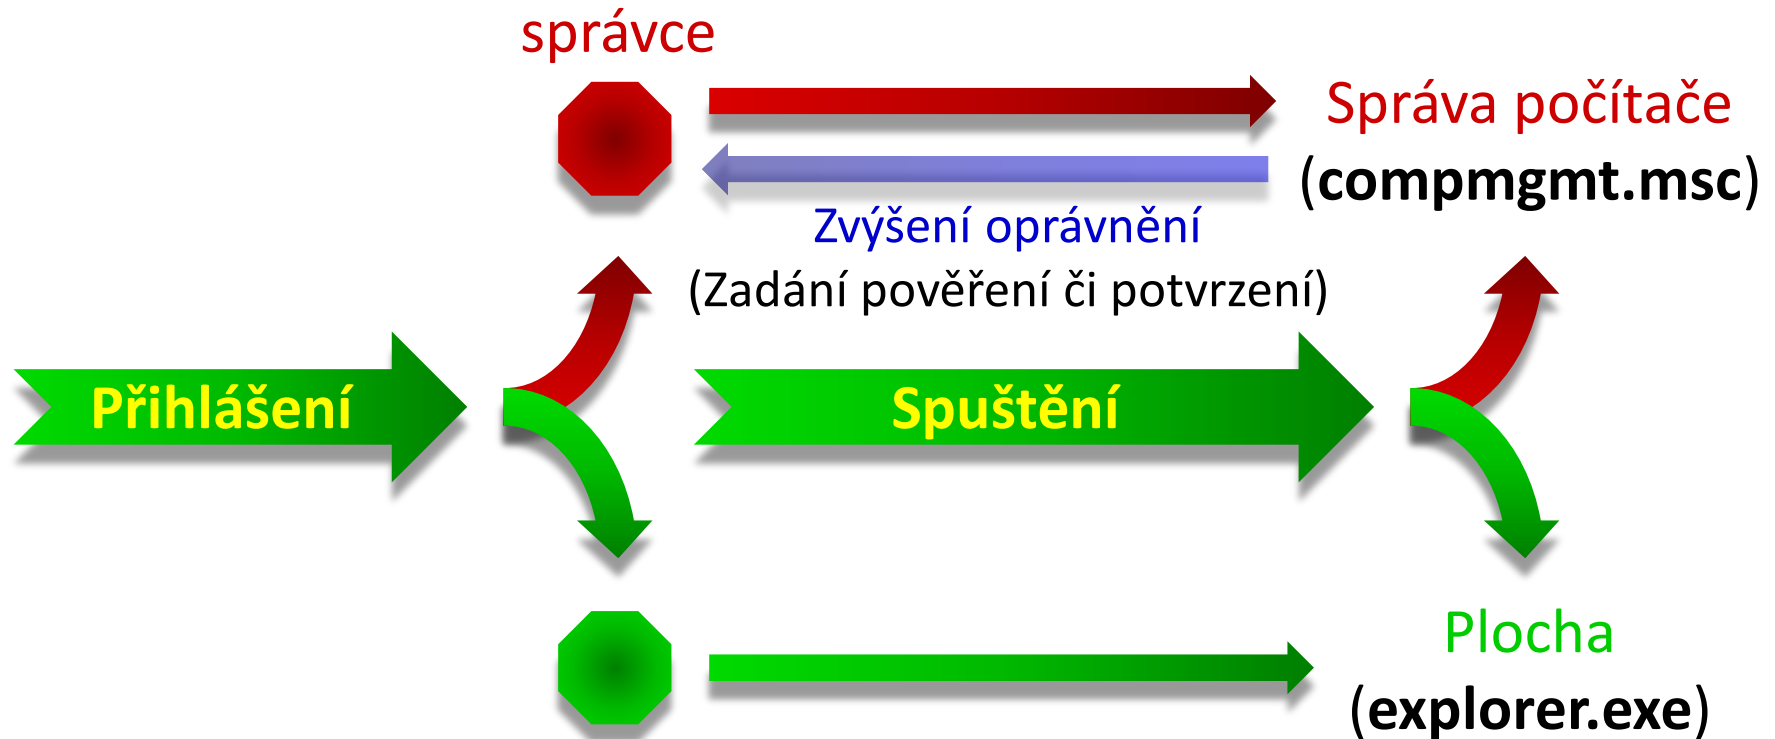 správce
Správa počítače
(compmgmt.msc)
Zvýšení oprávnění
(Zadání pověření či potvrzení)
Přihlášení
Spuštění
Plocha
(explorer.exe)